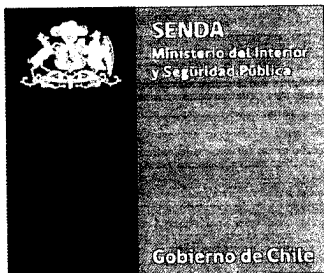 SENDA
Ministerio del Interior
y Seguridad Pública
Gobierno de Chile